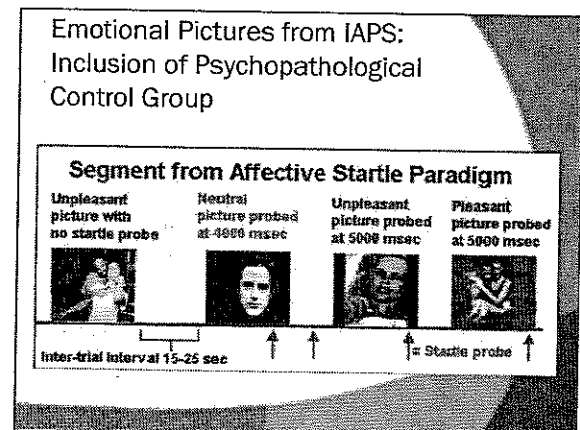 Emotional Pictures from IAPS:
Inclusion of Psychopathological
Control Group
Segment from Affective Startle Paradigm
Unpleasant
picture with
no startle probe
Neutral
picture probed
at 4000 msec
Unpleasant
picture probed
at 5000 msec
Pleasant
picture probed
at 5000 msec
Inter-trial interval 15-25 sec
= Startle probe